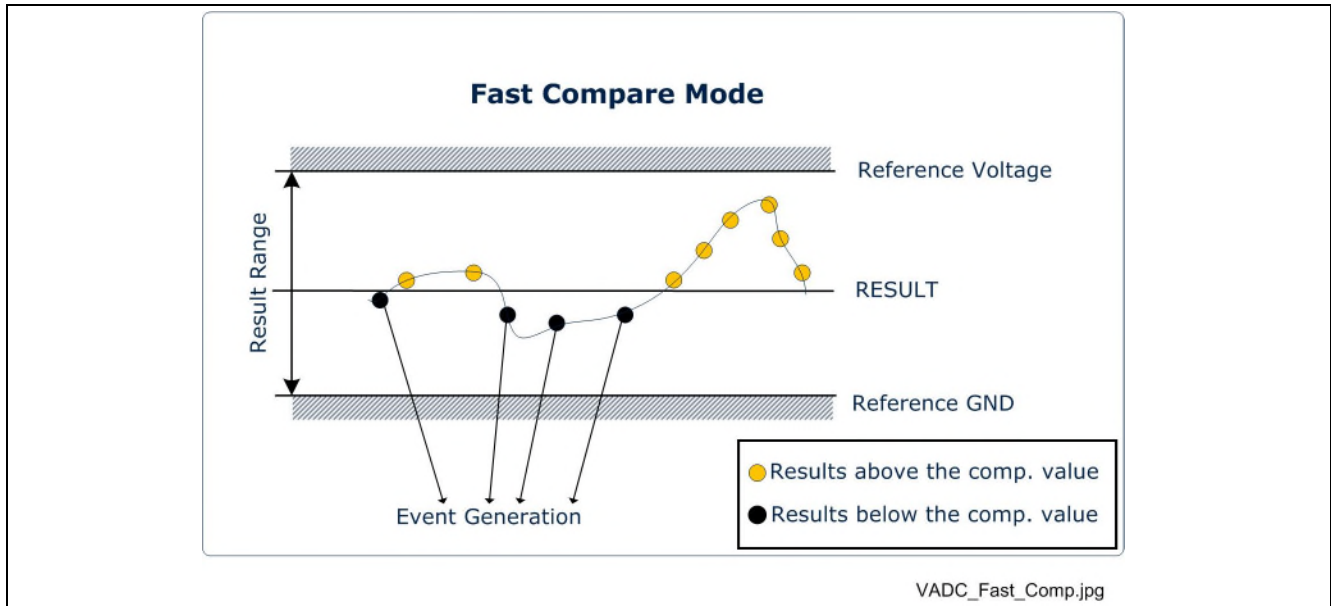 Fast Compare Mode
Reference Voltage
Result Range
RESULT
Reference GND
Event Generation
Results above the comp. value
Results below the comp. value
VADC_Fast_Comp.jpg